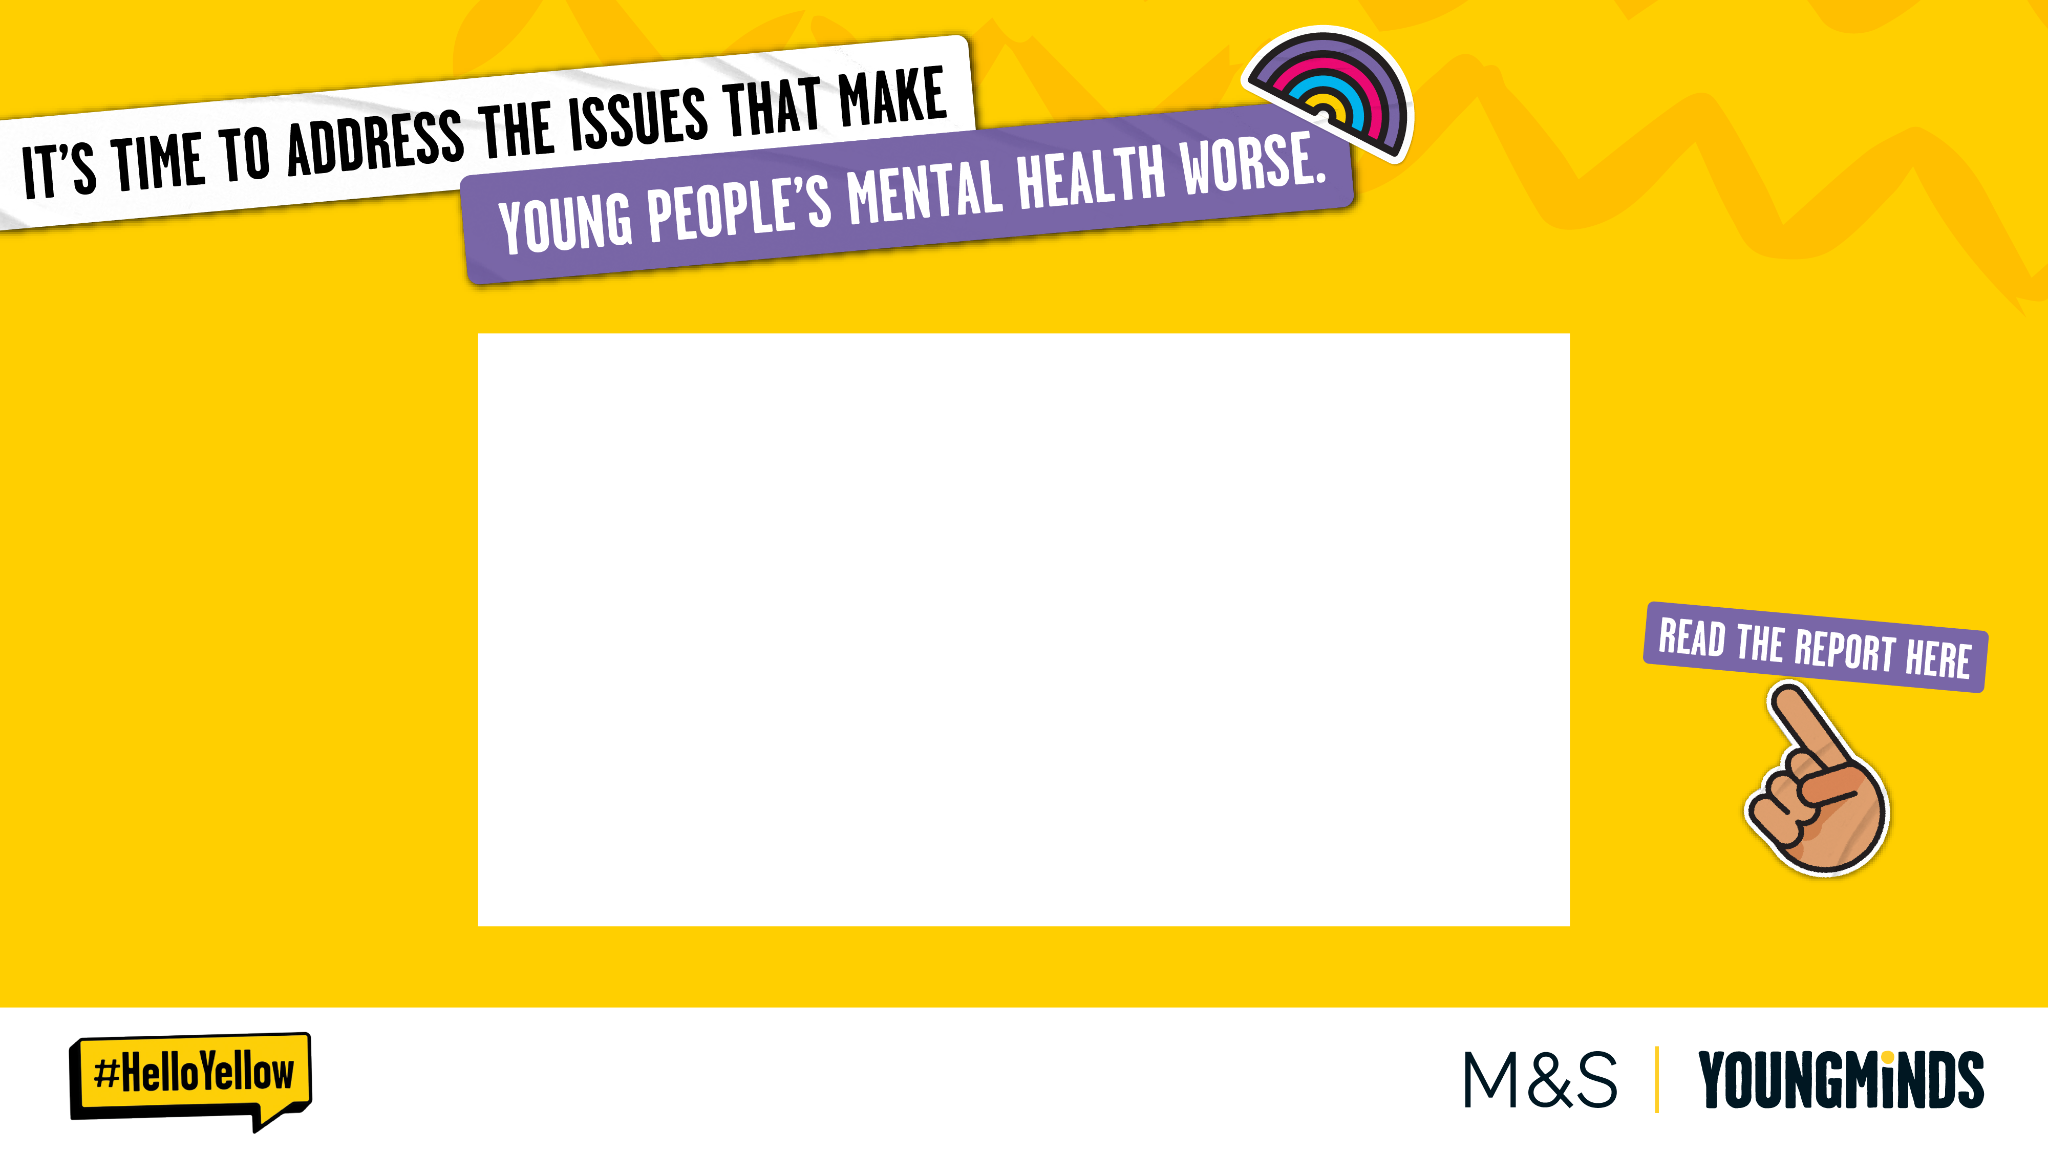 IT'S TIME TO ADDRESS THE ISSUES THAT MAKE
YOUNG PEOPLE'S MENTAL HEALTH WORSE.
READ THE REPORT HERE
#HelloYellow
M&S
YOUNGMiNDS